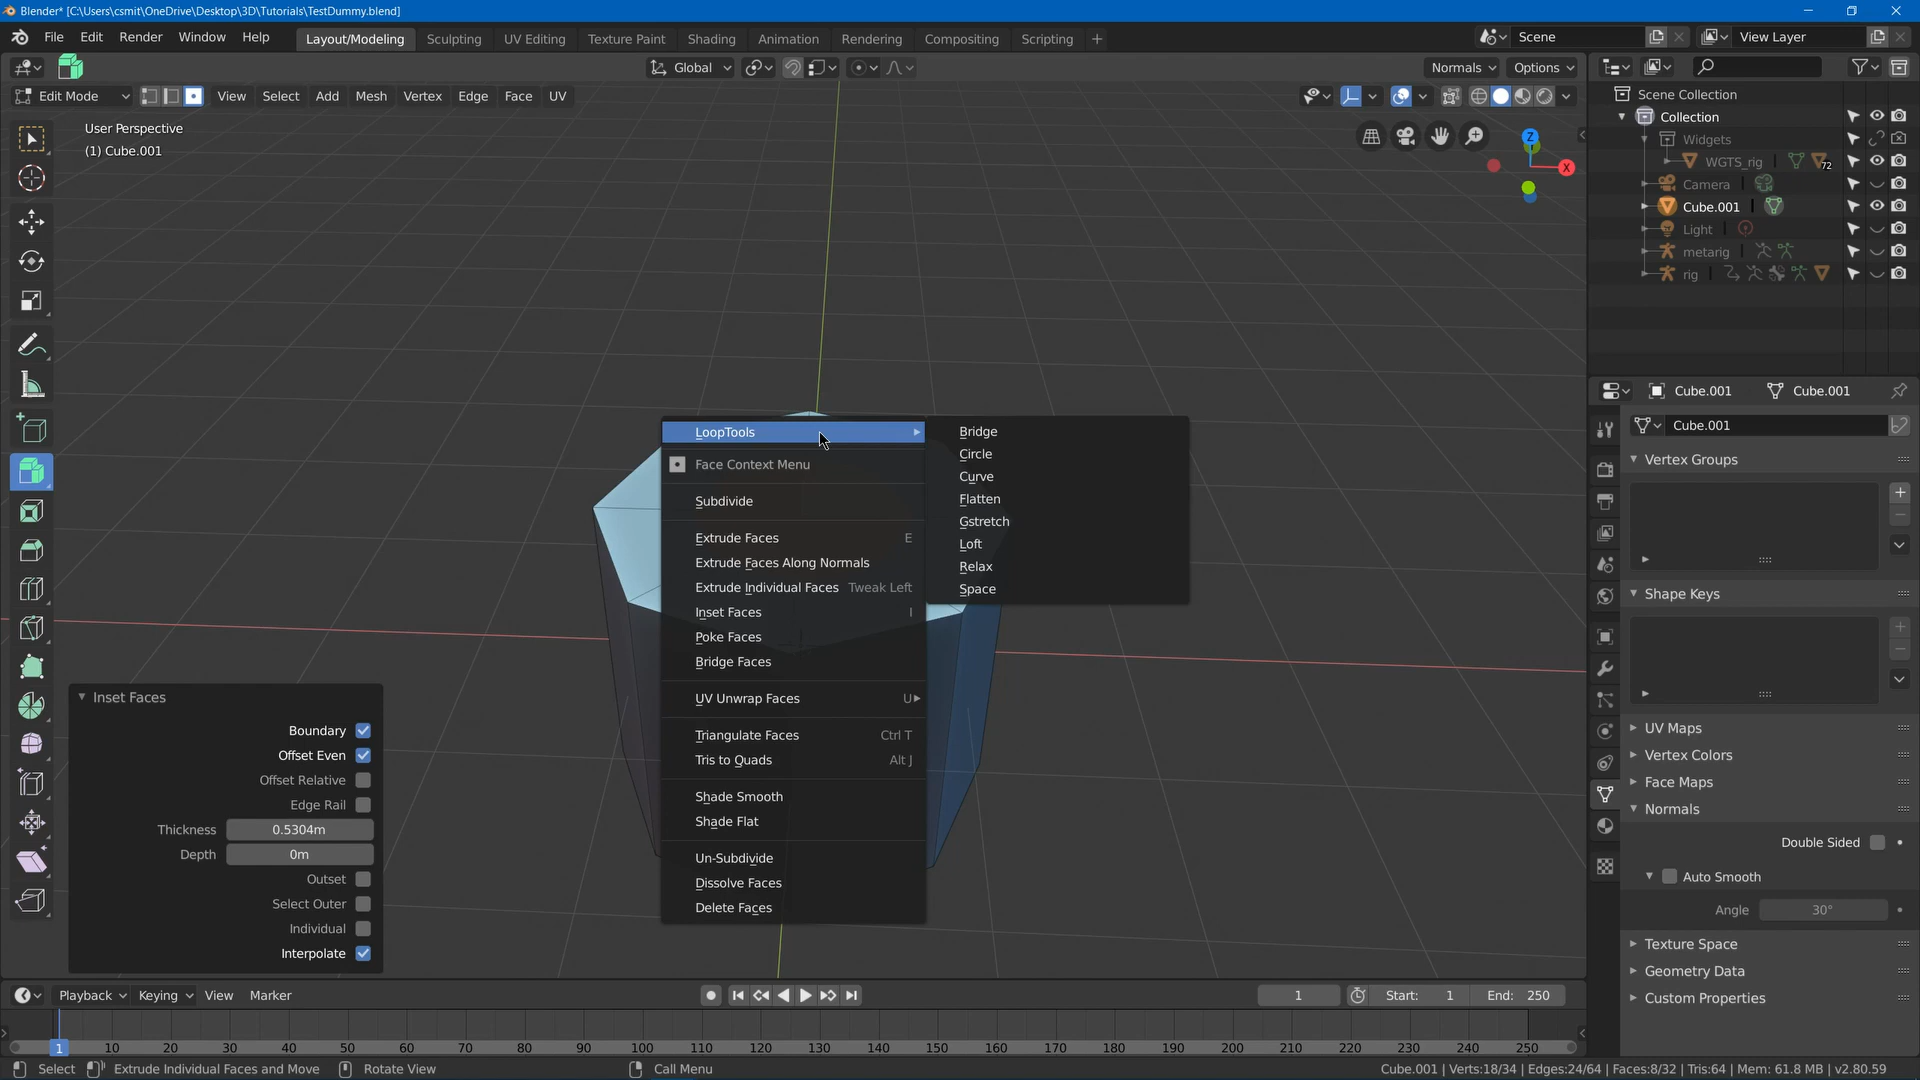 Blender* [C:\Users\csmit\OneDrive\Desktop\3D\Tutorials\TestDummy.blend]
File Edit Render Window Help Layout/Modeling Sculpting UV Editing Texture Paint Shading Animation Rendering Compositing Scripting + Scene View Layer
Global Normals Options
Edit Mode View Select Add Mesh Vertex Edge Face UV
User Perspective
(1) Cube.001
Z
X
Scene Collection
Collection
Widgets
WGTS_rig 72
Camera
Cube.001
Light
metarig
rig
Cube.001 Cube.001
Cube.001
Vertex Groups
Shape Keys
UV Maps
Vertex Colors
Face Maps
Normals
Double Sided
Auto Smooth
Angle 30°
Texture Space
Geometry Data
Custom Properties
LoopTools
Face Context Menu
Subdivide
Extrude Faces E
Extrude Faces Along Normals
Extrude Individual Faces Tweak Left
Inset Faces I
Poke Faces
Bridge Faces
UV Unwrap Faces U
Triangulate Faces Ctrl T
Tris to Quads Alt J
Shade Smooth
Shade Flat
Un-Subdivide
Dissolve Faces
Delete Faces
Bridge
Circle
Curve
Flatten
Gstretch
Loft
Relax
Space
Inset Faces
Boundary
Offset Even
Offset Relative
Edge Rail
Thickness 0.5304m
Depth 0m
Outset
Select Outer
Individual
Interpolate
Playback Keying View Marker 1 Start: 1 End: 250
1 10 20 30 40 50 60 70 80 90 100 110 120 130 140 150 160 170 180 190 200 210 220 230 240 250
Select Extrude Individual Faces and Move Rotate View Call Menu Cube.001 | Verts:18/34 | Edges:24/64 | Faces:8/32 | Tris:64 | Mem: 61.8 MB | v2.80.59